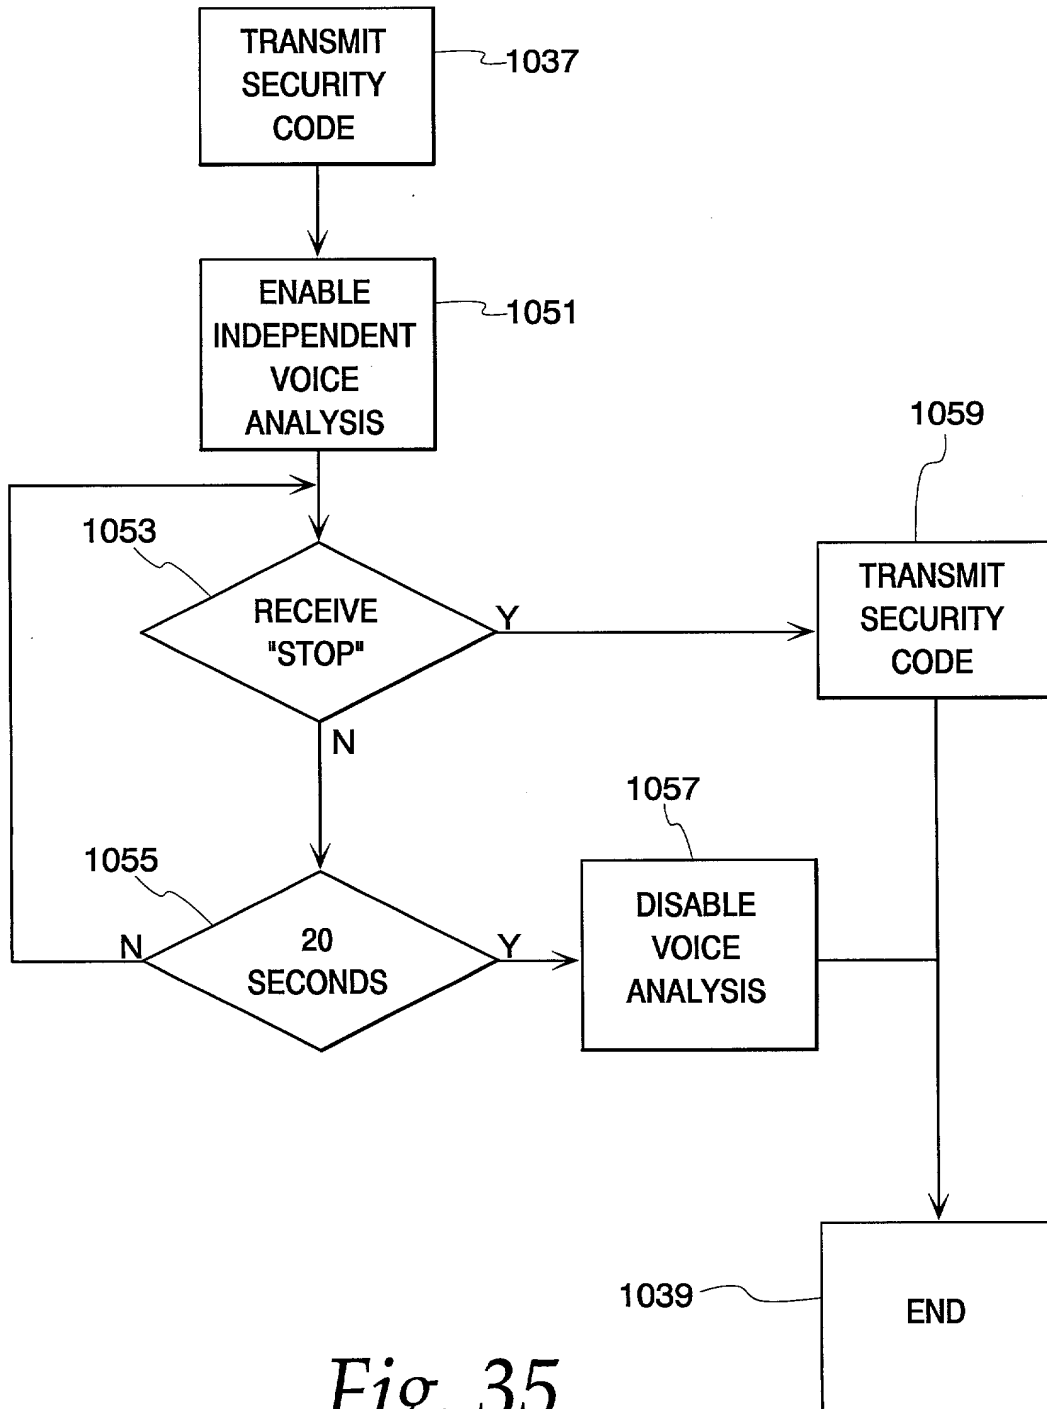 TRANSMIT
SECURITY
CODE
1037
ENABLE
INDEPENDENT
VOICE
ANALYSIS
1051
1059
1053
RECEIVE
"STOP"
Y
N
TRANSMIT
SECURITY
CODE
1057
1055
20
SECONDS
N
Y
DISABLE
VOICE
ANALYSIS
1039
END
Fig. 35